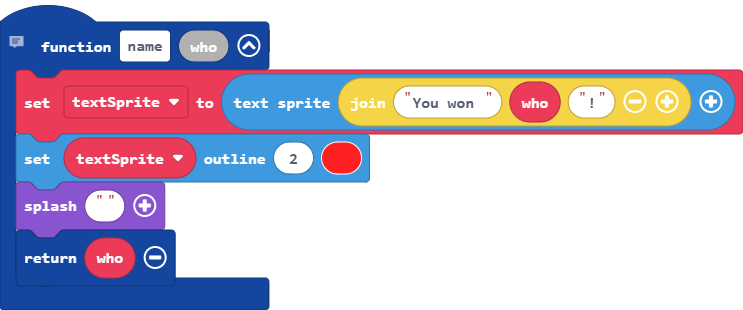 function name who
set textSprite to text sprite join "You won " who "!"
set textSprite outline 2
splash " "
return who